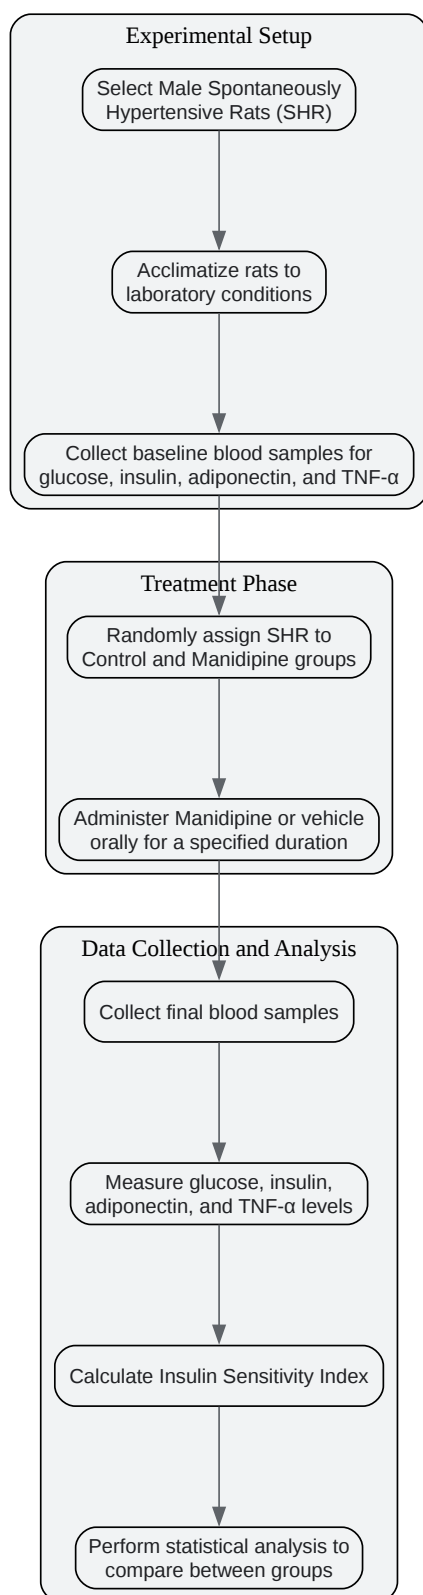 Experimental Setup
Select Male Spontaneously
Hypertensive Rats (SHR)
Acclimatize rats to
laboratory conditions
Collect baseline blood samples for
glucose, insulin, adiponectin, and TNF-α
Treatment Phase
Randomly assign SHR to
Control and Manidipine groups
Administer Manidipine or vehicle
orally for a specified duration
Data Collection and Analysis
Collect final blood samples
Measure glucose, insulin,
adiponectin, and TNF-α levels
Calculate Insulin Sensitivity Index
Perform statistical analysis to
compare between groups